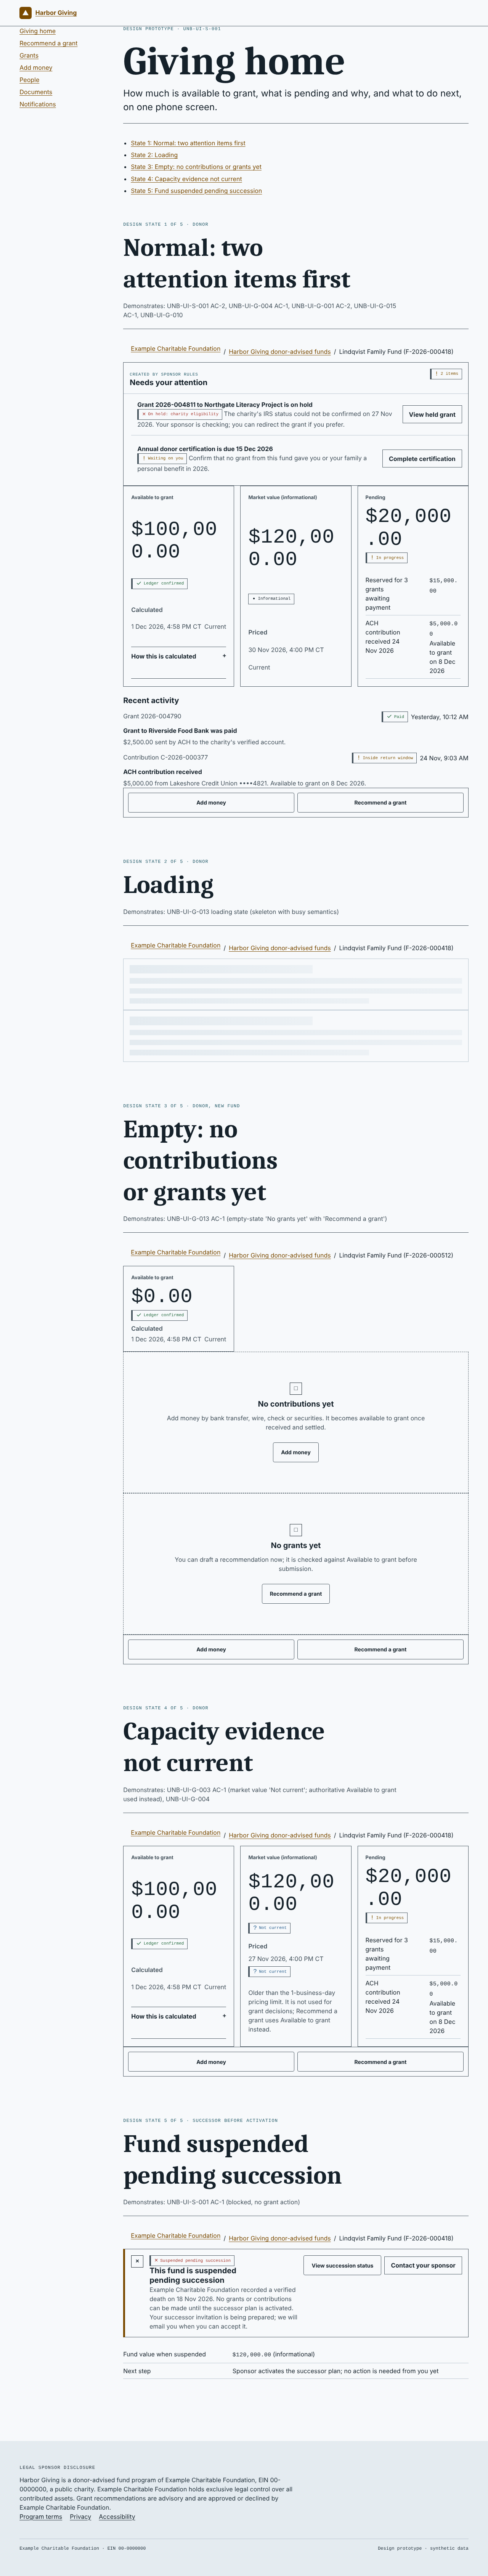 Harbor Giving
Giving home
Recommend a grant
Grants
Add money
People
Documents
Notifications
DESIGN PROTOTYPE · UNB-UI-S-001
Giving home
How much is available to grant, what is pending and why, and what to do next,
on one phone screen.
State 1: Normal: two attention items first
State 2: Loading
State 3: Empty: no contributions or grants yet
State 4: Capacity evidence not current
State 5: Fund suspended pending succession
DESIGN STATE 1 OF 5 · DONOR
Normal: two
attention items first
Demonstrates: UNB-UI-S-001 AC-2, UNB-UI-G-004 AC-1, UNB-UI-G-001 AC-2, UNB-UI-G-015
AC-1, UNB-UI-G-010
Example Charitable Foundation / Harbor Giving donor-advised funds / Lindqvist Family Fund (F-2026-000418)
CREATED BY SPONSOR RULES
Needs your attention
! 2 items
Grant 2026-004811 to Northgate Literacy Project is on hold
× On hold: charity eligibility The charity's IRS status could not be confirmed on 27 Nov
2026. Your sponsor is checking; you can redirect the grant if you prefer.
View held grant
Annual donor certification is due 15 Dec 2026
! Waiting on you Confirm that no grant from this fund gave you or your family a
personal benefit in 2026.
Complete certification
Available to grant
$100,00
0.00
✓ Ledger confirmed
Calculated
1 Dec 2026, 4:58 PM CT Current
How this is calculated +
Market value (informational)
$120,00
0.00
• Informational
Priced
30 Nov 2026, 4:00 PM CT
Current
Pending
$20,000
.00
! In progress
Reserved for 3
grants
awaiting
payment
$15,000.
00
ACH
contribution
received 24
Nov 2026
$5,000.0
0
Available
to grant
on 8 Dec
2026
Recent activity
Grant 2026-004790
✓ Paid Yesterday, 10:12 AM
Grant to Riverside Food Bank was paid
$2,500.00 sent by ACH to the charity's verified account.
Contribution C-2026-000377
! Inside return window 24 Nov, 9:03 AM
ACH contribution received
$5,000.00 from Lakeshore Credit Union ••••4821. Available to grant on 8 Dec 2026.
Add money
Recommend a grant
DESIGN STATE 2 OF 5 · DONOR
Loading
Demonstrates: UNB-UI-G-013 loading state (skeleton with busy semantics)
Example Charitable Foundation / Harbor Giving donor-advised funds / Lindqvist Family Fund (F-2026-000418)
DESIGN STATE 3 OF 5 · DONOR, NEW FUND
Empty: no
contributions
or grants yet
Demonstrates: UNB-UI-G-013 AC-1 (empty-state 'No grants yet' with 'Recommend a grant')
Example Charitable Foundation / Harbor Giving donor-advised funds / Lindqvist Family Fund (F-2026-000512)
Available to grant
$0.00
✓ Ledger confirmed
Calculated
1 Dec 2026, 4:58 PM CT Current
No contributions yet
Add money by bank transfer, wire, check or securities. It becomes available to grant once
received and settled.
Add money
No grants yet
You can draft a recommendation now; it is checked against Available to grant before
submission.
Recommend a grant
Add money
Recommend a grant
DESIGN STATE 4 OF 5 · DONOR
Capacity evidence
not current
Demonstrates: UNB-UI-G-003 AC-1 (market value 'Not current'; authoritative Available to grant
used instead), UNB-UI-G-004
Example Charitable Foundation / Harbor Giving donor-advised funds / Lindqvist Family Fund (F-2026-000418)
Available to grant
$100,00
0.00
✓ Ledger confirmed
Calculated
1 Dec 2026, 4:58 PM CT Current
How this is calculated +
Market value (informational)
$120,00
0.00
? Not current
Priced
27 Nov 2026, 4:00 PM CT
? Not current
Older than the 1-business-day
pricing limit. It is not used for
grant decisions; Recommend a
grant uses Available to grant
instead.
Pending
$20,000
.00
! In progress
Reserved for 3
grants
awaiting
payment
$15,000.
00
ACH
contribution
received 24
Nov 2026
$5,000.0
0
Available
to grant
on 8 Dec
2026
Add money
Recommend a grant
DESIGN STATE 5 OF 5 · SUCCESSOR BEFORE ACTIVATION
Fund suspended
pending succession
Demonstrates: UNB-UI-S-001 AC-1 (blocked, no grant action)
Example Charitable Foundation / Harbor Giving donor-advised funds / Lindqvist Family Fund (F-2026-000418)
×
× Suspended pending succession
This fund is suspended
pending succession
Example Charitable Foundation recorded a verified
death on 18 Nov 2026. No grants or contributions
can be made until the successor plan is activated.
Your successor invitation is being prepared; we will
email you when you can accept it.
View succession status
Contact your sponsor
Fund value when suspended
$120,000.00 (informational)
Next step
Sponsor activates the successor plan; no action is needed from you yet
LEGAL SPONSOR DISCLOSURE
Harbor Giving is a donor-advised fund program of Example Charitable Foundation, EIN 00-
0000000, a public charity. Example Charitable Foundation holds exclusive legal control over all
contributed assets. Grant recommendations are advisory and are approved or declined by
Example Charitable Foundation.
Program terms Privacy Accessibility
Example Charitable Foundation · EIN 00-0000000
Design prototype · synthetic data